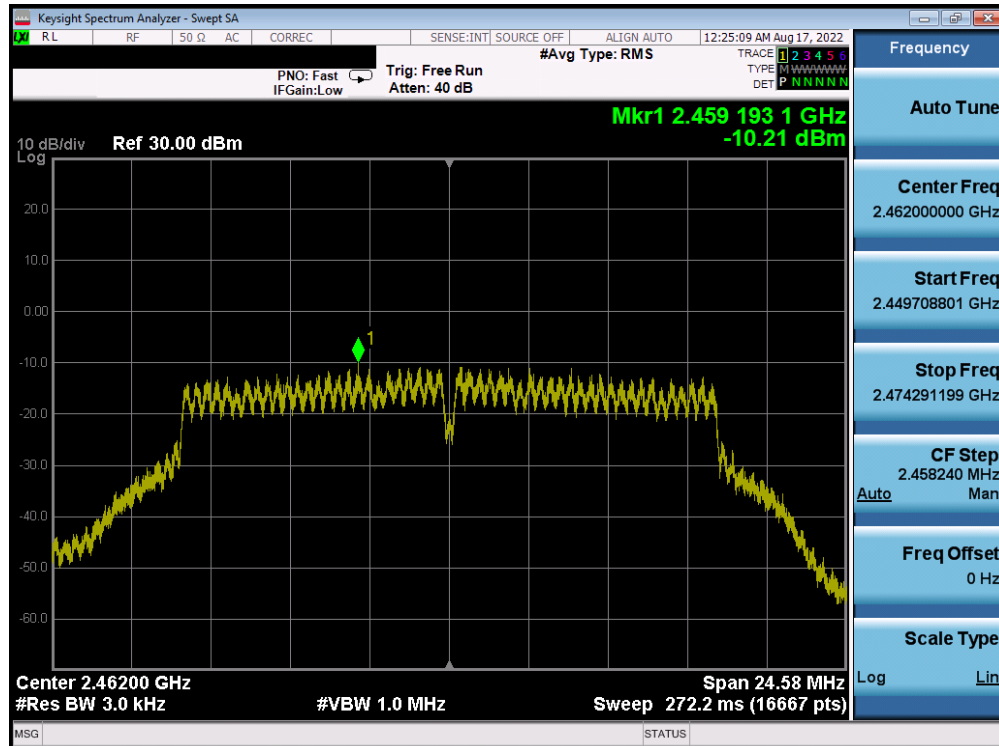 Keysight Spectrum Analyzer - Swept SA
LXI RL RF 50 Ω AC CORREC SENSE:INT SOURCE OFF ALIGN AUTO 12:25:09 AM Aug 17, 2022
#Avg Type: RMS TRACE 1 2 3 4 5 6
PNO: Fast Trig: Free Run TYPE M WWWWW
IFGain:Low Atten: 40 dB DET P N N N N N
Mkr1 2.459 193 1 GHz
-10.21 dBm
10 dB/div Ref 30.00 dBm
Log
20.0
10.0
0.00
1
-10.0
-20.0
-30.0
-40.0
-50.0
-60.0
Center 2.46200 GHz Span 24.58 MHz
#Res BW 3.0 kHz #VBW 1.0 MHz Sweep 272.2 ms (16667 pts)
MSG STATUS
Frequency
Auto Tune
Center Freq
2.462000000 GHz
Start Freq
2.449708801 GHz
Stop Freq
2.474291199 GHz
CF Step
2.458240 MHz
Auto Man
Freq Offset
0 Hz
Scale Type
Log Lin